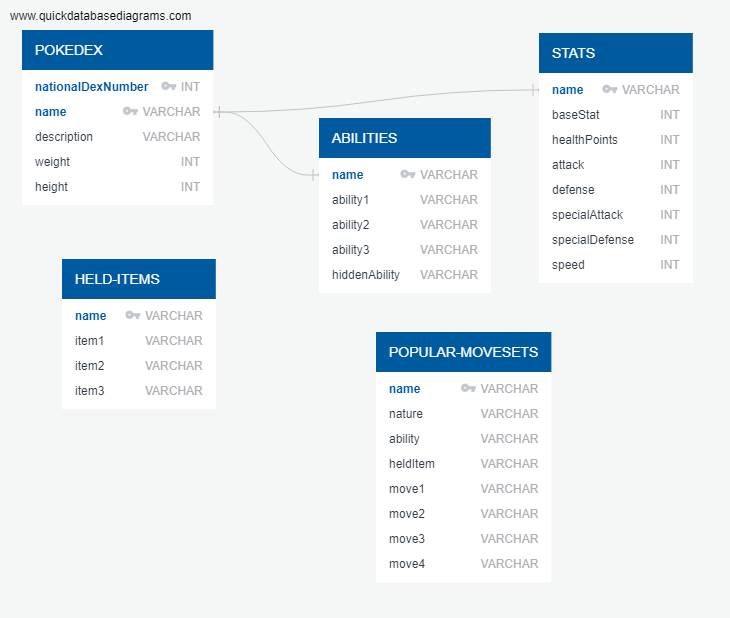 www.quickdatabasediagrams.com
POKEDEX
nationalDexNumber INT
name VARCHAR
description VARCHAR
weight INT
height INT
STATS
name VARCHAR
baseStat INT
healthPoints INT
attack INT
defense INT
specialAttack INT
specialDefense INT
speed INT
ABILITIES
name VARCHAR
ability1 VARCHAR
ability2 VARCHAR
ability3 VARCHAR
hiddenAbility VARCHAR
HELD-ITEMS
name VARCHAR
item1 VARCHAR
item2 VARCHAR
item3 VARCHAR
POPULAR-MOVESETS
name VARCHAR
nature VARCHAR
ability VARCHAR
heldItem VARCHAR
move1 VARCHAR
move2 VARCHAR
move3 VARCHAR
move4 VARCHAR